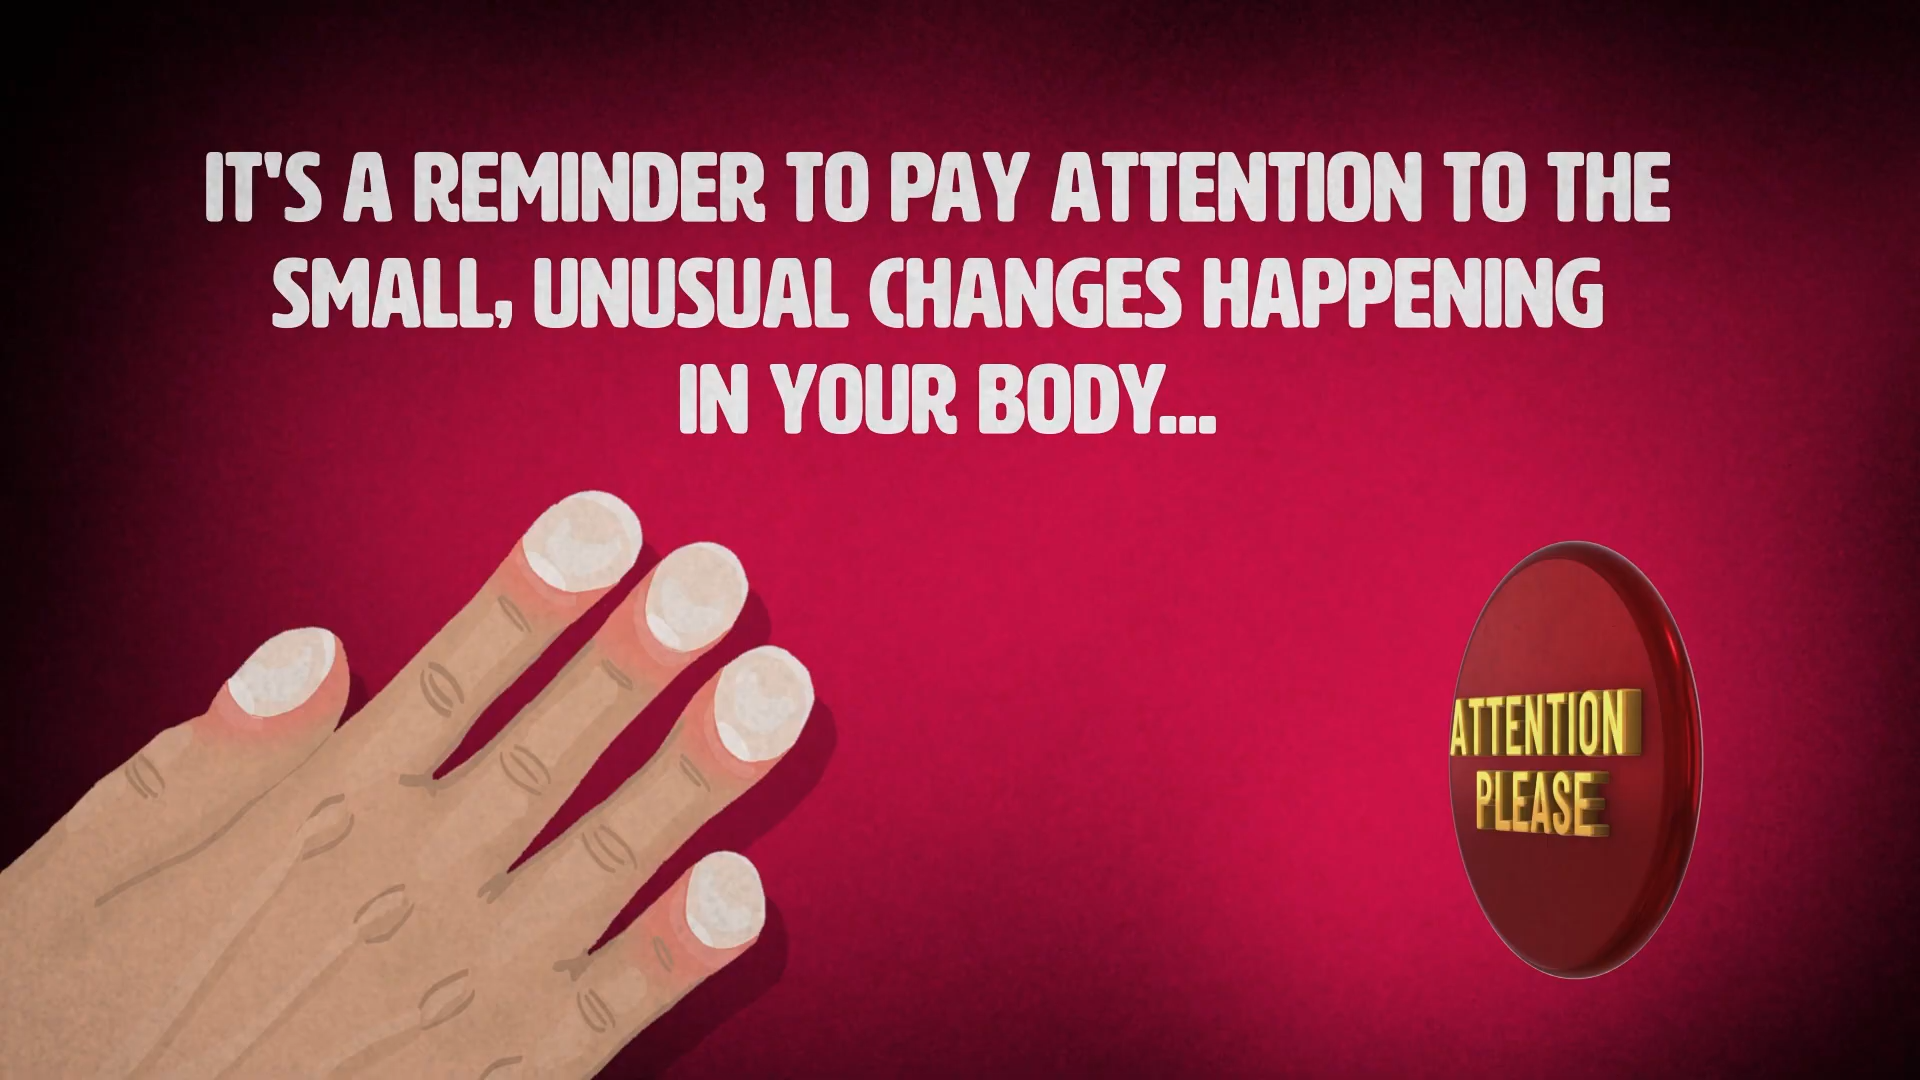 IT'S A REMINDER TO PAY ATTENTION TO THE
SMALL, UNUSUAL CHANGES HAPPENING
IN YOUR BODY...
ATTENTION
PLEASE